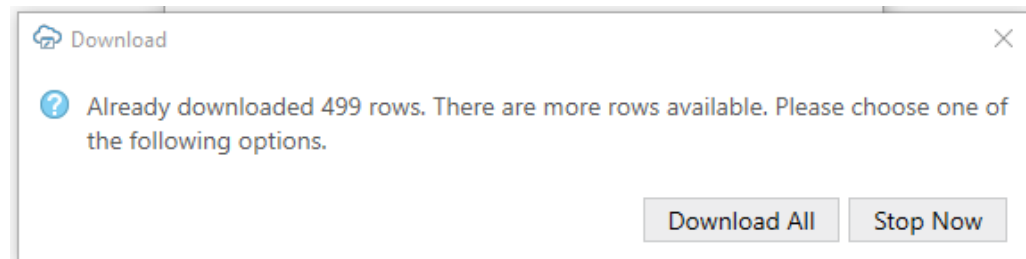 Download
Already downloaded 499 rows. There are more rows available. Please choose one of
the following options.
Download All
Stop Now